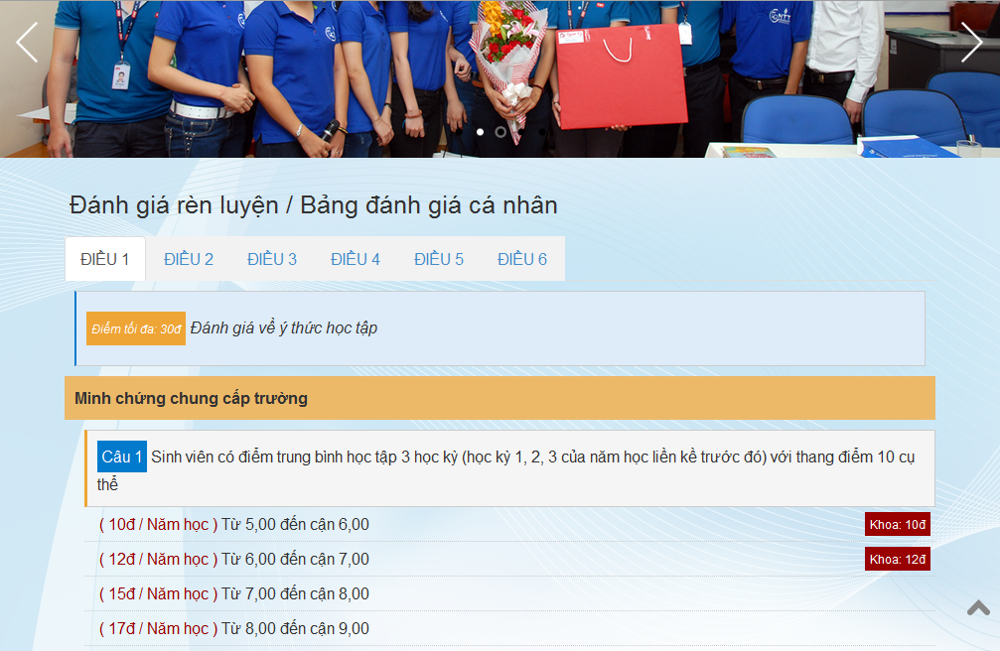 NTT
Đánh giá rèn luyện / Bảng đánh giá cá nhân
ĐIỀU 1 ĐIỀU 2 ĐIỀU 3 ĐIỀU 4 ĐIỀU 5 ĐIỀU 6
Điểm tối đa: 30đ Đánh giá về ý thức học tập
Minh chứng chung cấp trường
Câu 1 Sinh viên có điểm trung bình học tập 3 học kỳ (học kỳ 1, 2, 3 của năm học liền kề trước đó) với thang điểm 10 cụ
thể
( 10đ / Năm học ) Từ 5,00 đến cận 6,00 Khoa: 10đ
( 12đ / Năm học ) Từ 6,00 đến cận 7,00 Khoa: 12đ
( 15đ / Năm học ) Từ 7,00 đến cận 8,00
( 17đ / Năm học ) Từ 8,00 đến cận 9,00